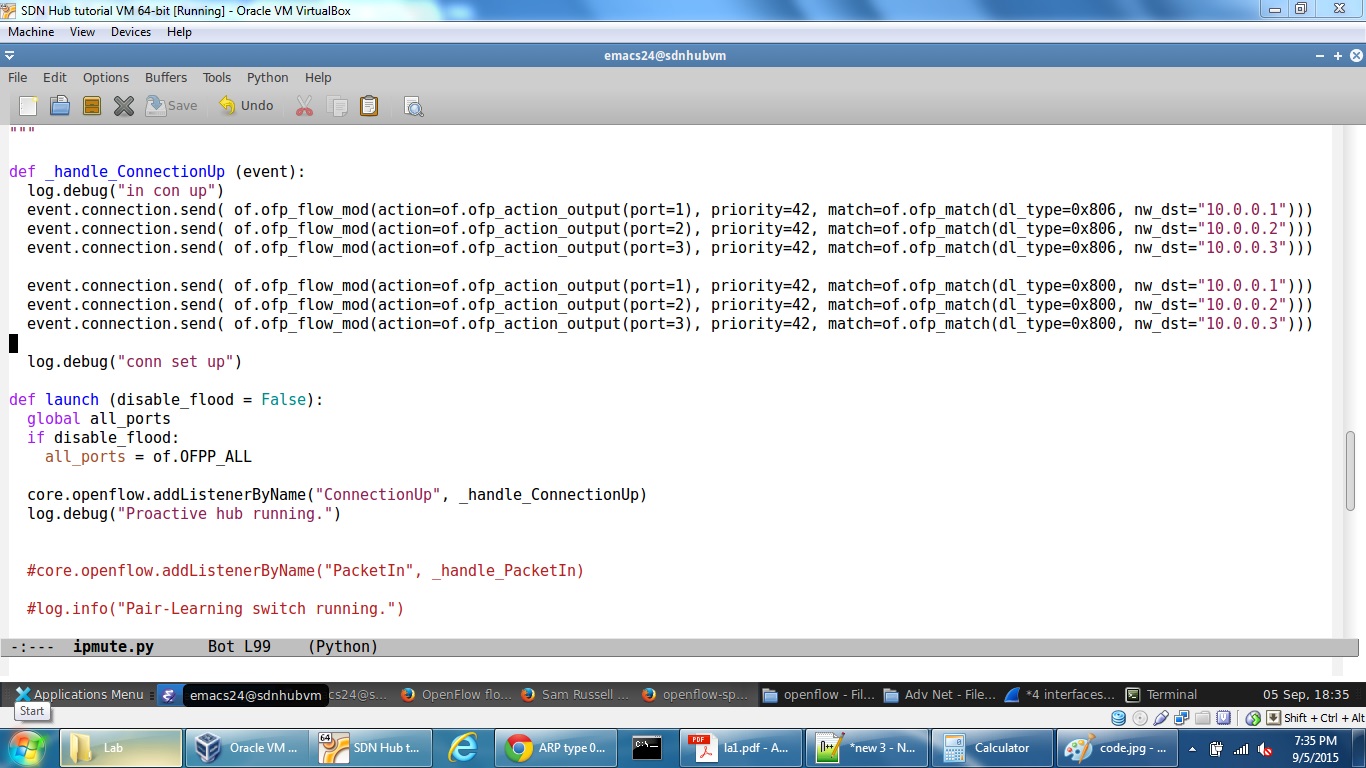 SDN Hub tutorial VM 64-bit [Running] - Oracle VM VirtualBox
Machine View Devices Help
emacs24@sdnhubvm
File Edit Options Buffers Tools Python Help
Save Undo
"""
def _handle_ConnectionUp (event):
log.debug("in con up")
event.connection.send( of.ofp_flow_mod(action=of.ofp_action_output(port=1), priority=42, match=of.ofp_match(dl_type=0x806, nw_dst="10.0.0.1")))
event.connection.send( of.ofp_flow_mod(action=of.ofp_action_output(port=2), priority=42, match=of.ofp_match(dl_type=0x806, nw_dst="10.0.0.2")))
event.connection.send( of.ofp_flow_mod(action=of.ofp_action_output(port=3), priority=42, match=of.ofp_match(dl_type=0x806, nw_dst="10.0.0.3")))
event.connection.send( of.ofp_flow_mod(action=of.ofp_action_output(port=1), priority=42, match=of.ofp_match(dl_type=0x800, nw_dst="10.0.0.1")))
event.connection.send( of.ofp_flow_mod(action=of.ofp_action_output(port=2), priority=42, match=of.ofp_match(dl_type=0x800, nw_dst="10.0.0.2")))
event.connection.send( of.ofp_flow_mod(action=of.ofp_action_output(port=3), priority=42, match=of.ofp_match(dl_type=0x800, nw_dst="10.0.0.3")))
log.debug("conn set up")
def launch (disable_flood = False):
global all_ports
if disable_flood:
all_ports = of.OFPP_ALL
core.openflow.addListenerByName("ConnectionUp", _handle_ConnectionUp)
log.debug("Proactive hub running.")
#core.openflow.addListenerByName("PacketIn", _handle_PacketIn)
#log.info("Pair-Learning switch running.")
-:--- ipmute.py Bot L99 (Python)
Applications Menu emacs24@sdnhubvm cs24@s... OpenFlow flo... Sam Russell ... openflow-sp... openflow - Fil... Adv Net - File... *4 interfaces... Terminal 05 Sep, 18:35
Start
Shift + Ctrl + Alt
Lab Oracle VM ... 64 SDN Hub t... ARP type 0... C:\ la1.pdf - A... *new 3 - N... Calculator code.jpg - ... 7:35 PM
9/5/2015